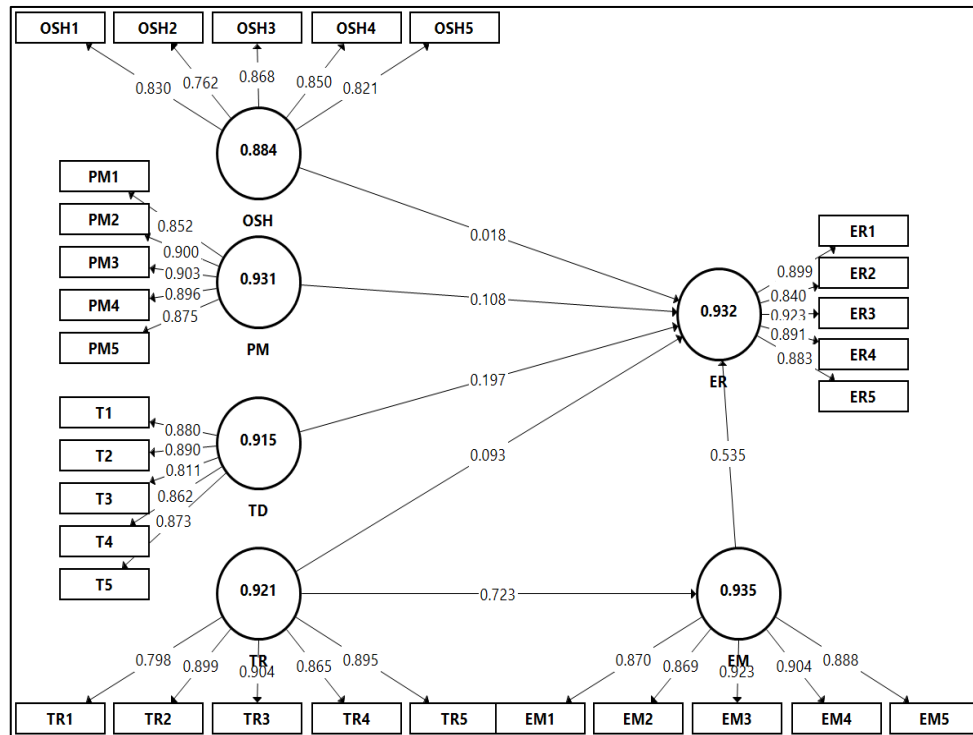 OSH1 OSH2 OSH3 OSH4 OSH5
0.830 0.762 0.868 0.850 0.821
0.884
OSH
PM1
PM2
PM3
PM4
PM5
0.852
0.900
0.903
0.896
0.875
0.931
PM
0.018
0.108
0.197
0.093
0.535
0.723
0.932
ER
0.899
0.840
0.923
0.891
0.883
ER1
ER2
ER3
ER4
ER5
T1
T2
T3
T4
T5
0.880
0.890
0.811
0.862
0.873
0.915
TD
0.921
TR
0.798 0.899 0.904 0.865 0.895
TR1 TR2 TR3 TR4 TR5
0.935
EM
0.870 0.869 0.923 0.904 0.888
EM1 EM2 EM3 EM4 EM5